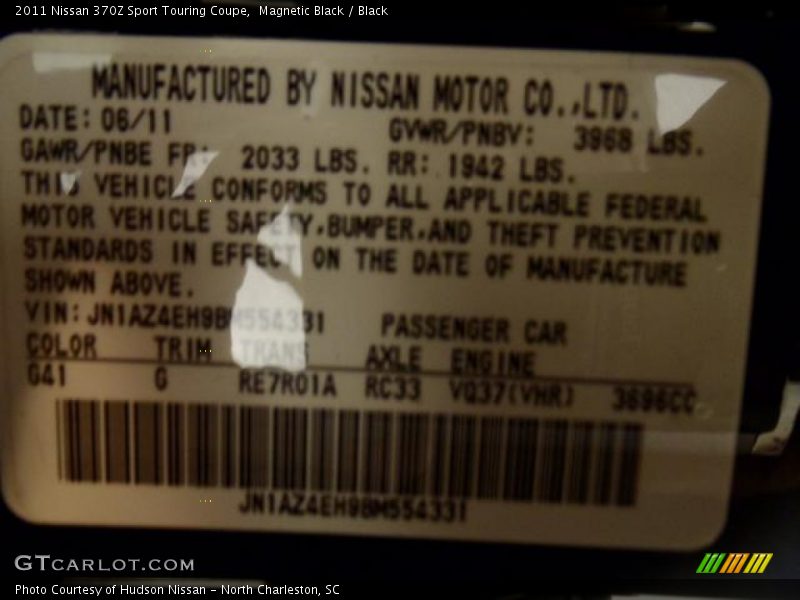 2011 Nissan 370Z Sport Touring Coupe,  Magnetic Black / Black
MANUFACTURED BY NISSAN MOTOR CO.,LTD.
DATE: 06/11 GVWR/PNBV: 3968 LBS.
GAWR/PNBE FR: 2033 LBS. RR: 1942 LBS.
THIS VEHICLE CONFORMS TO ALL APPLICABLE FEDERAL
MOTOR VEHICLE SAFETY,BUMPER,AND THEFT PREVENTION
STANDARDS IN EFFECT ON THE DATE OF MANUFACTURE
SHOWN ABOVE.
VIN: JN1AZ4EH9BM554331 PASSENGER CAR
COLOR TRIM TRANS AXLE ENGINE
G41 G RE7R01A RC33 VQ37(VHR) 3696CC
JN1AZ4EH9BM554331
GTCARLOT.COM
Photo Courtesy of Hudson Nissan - North Charleston, SC